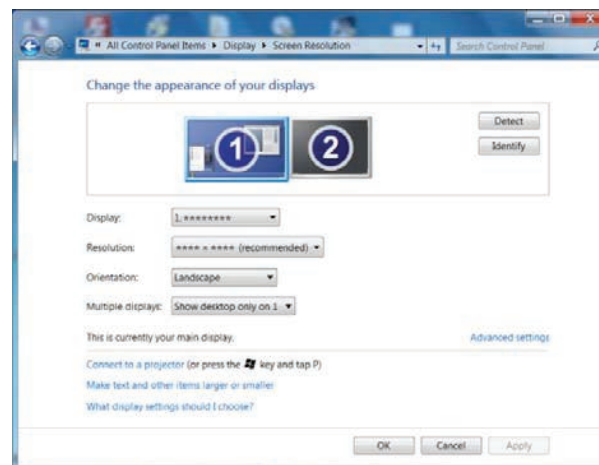 « All Control Panel Items ▸ Display ▸ Screen Resolution Search Control Panel
Change the appearance of your displays
1 2
Detect
Identify
Display: 1. ********
Resolution: **** × **** (recommended)
Orientation: Landscape
Multiple displays: Show desktop only on 1
This is currently your main display. Advanced settings
Connect to a projector (or press the key and tap P)
Make text and other items larger or smaller
What display settings should I choose?
OK Cancel Apply